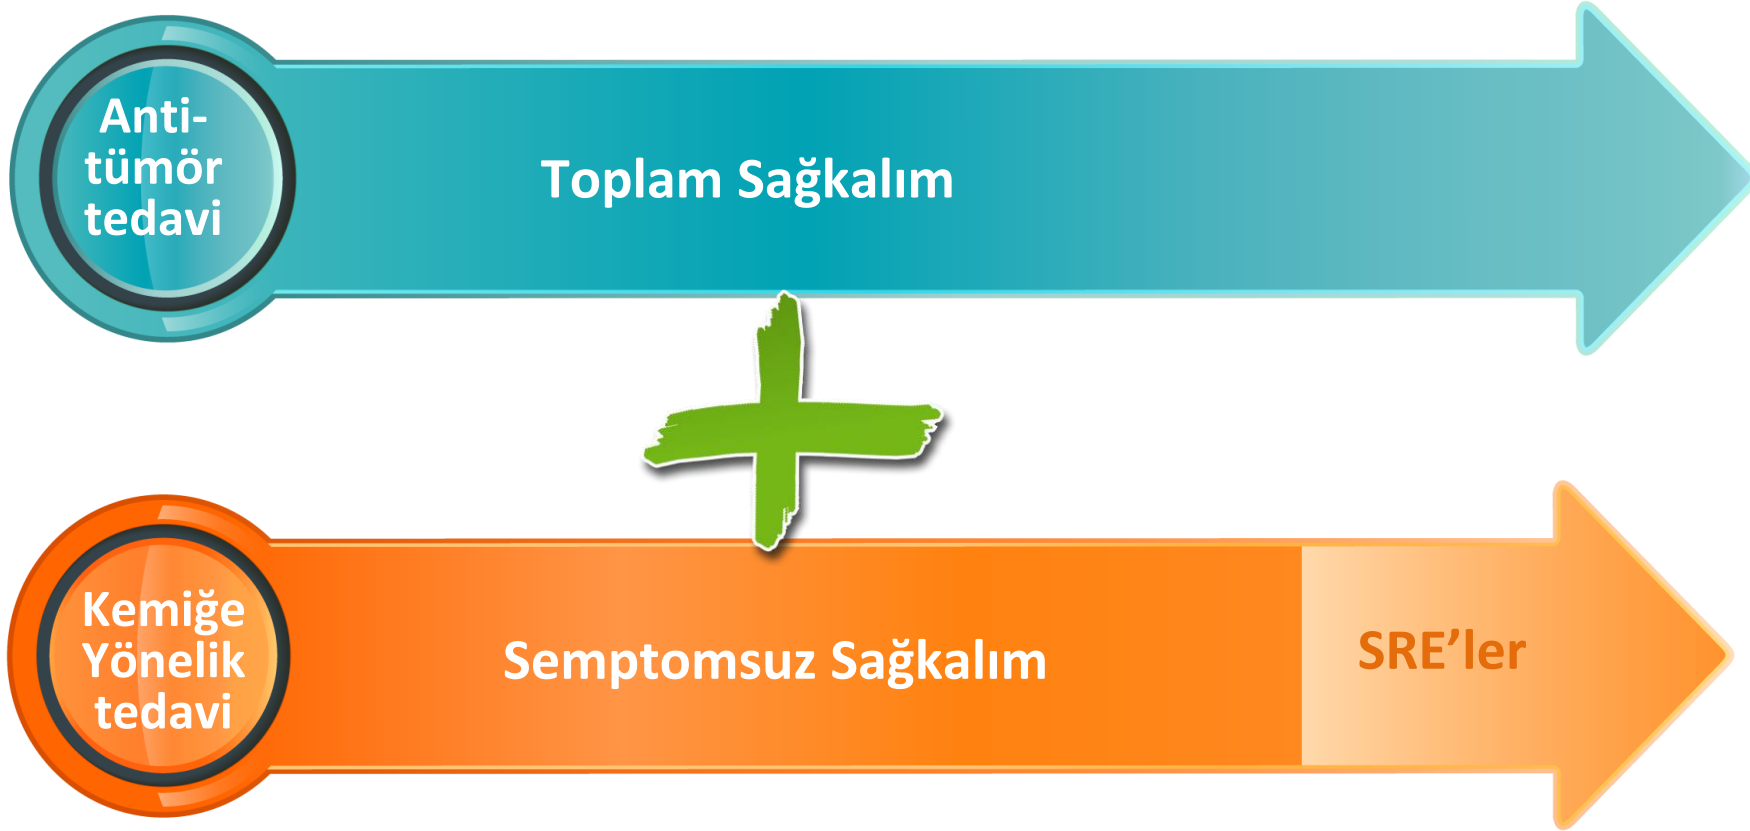 Anti-
tümör
tedavi
Toplam Sağkalım
Kemiğe
Yönelik
tedavi
Semptomsuz Sağkalım
SRE’ler